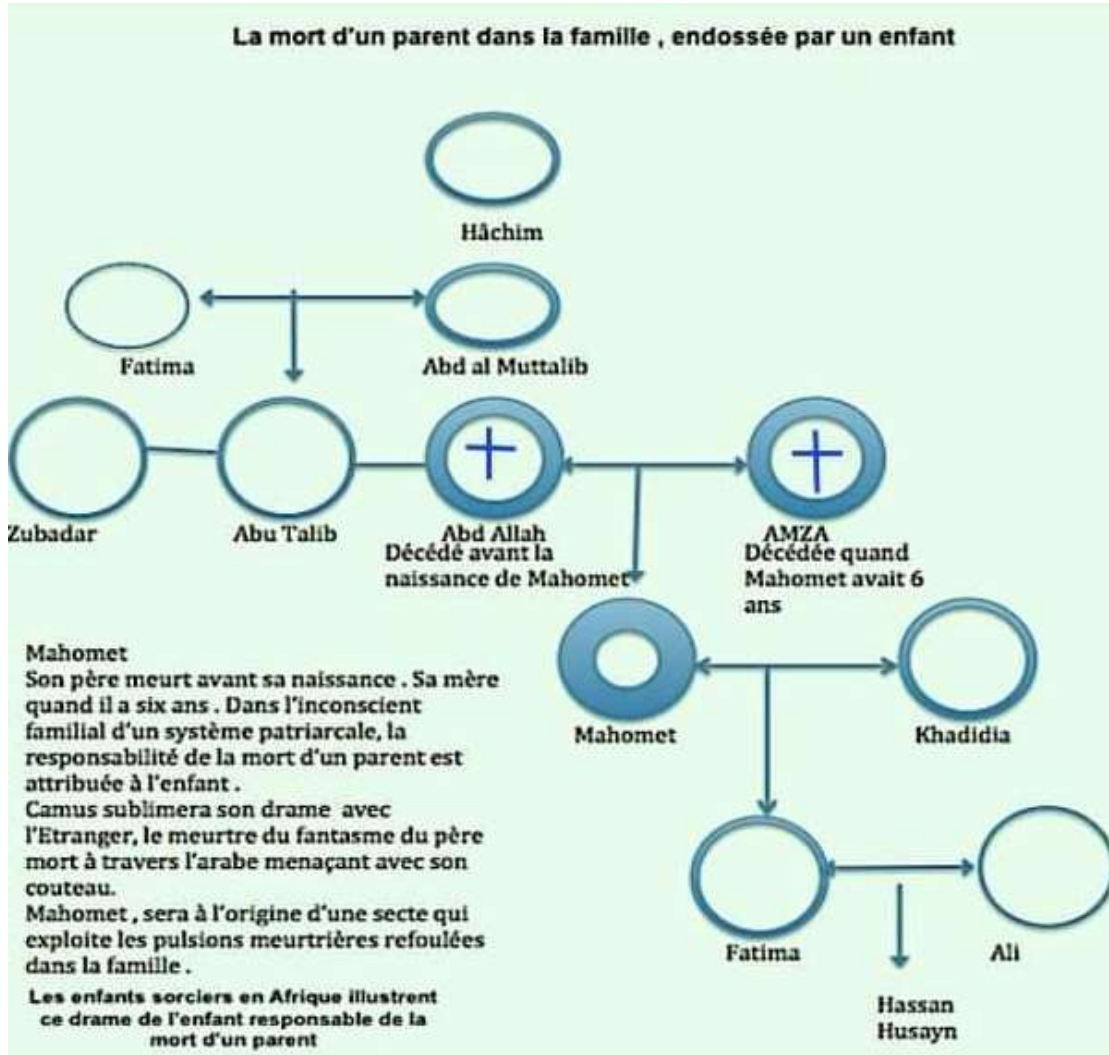 La mort d'un parent dans la famille , endossée par un enfant
Hâchim
Fatima
Abd al Muttalib
Zubadar
Abu Talib
Abd Allah
Décédé avant la
naissance de Mahomet
AMZA
Décédée quand
Mahomet avait 6
ans
Mahomet
Khadidia
Mahomet
Son père meurt avant sa naissance . Sa mère
quand il a six ans . Dans l'inconscient
familial d'un système patriarcale, la
responsabilité de la mort d'un parent est
attribuée à l'enfant .
Camus sublimera son drame avec
l'Etranger, le meurtre du fantasme du père
mort à travers l'arabe menaçant avec son
couteau.
Mahomet , sera à l'origine d'une secte qui
exploite les pulsions meurtrières refoulées
dans la famille .
Les enfants sorciers en Afrique illustrent
ce drame de l'enfant responsable de la
mort d'un parent
Fatima
Ali
Hassan
Husayn